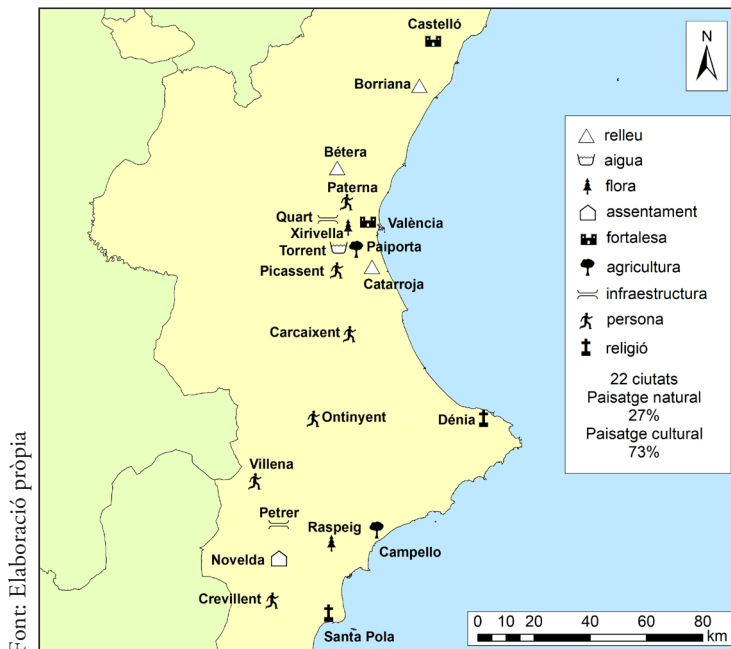 Castelló
N
Borriana
Bétera
Paterna
Quart
València
Xirivella
Torrent
Paiporta
Picassent
Catarroja
Carcaixent
Ontinyent
Dénia
Villena
Petrer
Raspeig
Campello
Novelda
Crevillent
Santa Pola
relleu
aigua
flora
assentament
fortalesa
agricultura
infraestructura
persona
religió
22 ciutats
Paisatge natural
27%
Paisatge cultural
73%
0 10 20 40 60 80
km
Font: Elaboració pròpia